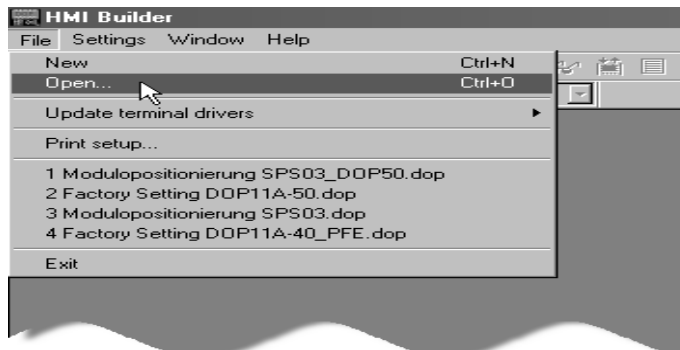 HMI Builder
File Settings Window Help
New Ctrl+N
Open... Ctrl+O
Update terminal drivers
Print setup...
1 Modulopositionierung SPS03_DOP50.dop
2 Factory Setting DOP11A-50.dop
3 Modulopositionierung SPS03.dop
4 Factory Setting DOP11A-40_PFE.dop
Exit